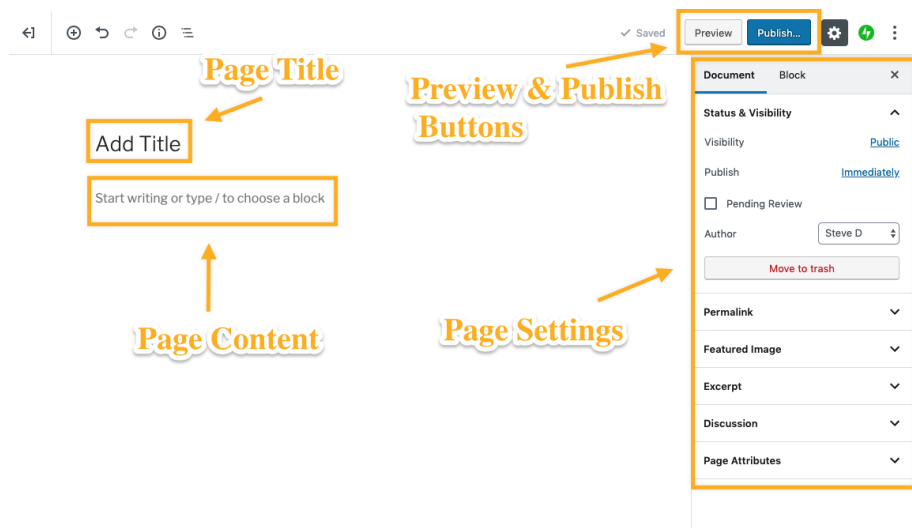 Saved
Preview
Publish...
Page Title
Preview & Publish
Buttons
Document Block
Add Title
Status & Visibility
Visibility Public
Publish Immediately
Start writing or type / to choose a block
Pending Review
Author Steve D
Move to trash
Page Content
Page Settings
Permalink
Featured Image
Excerpt
Discussion
Page Attributes